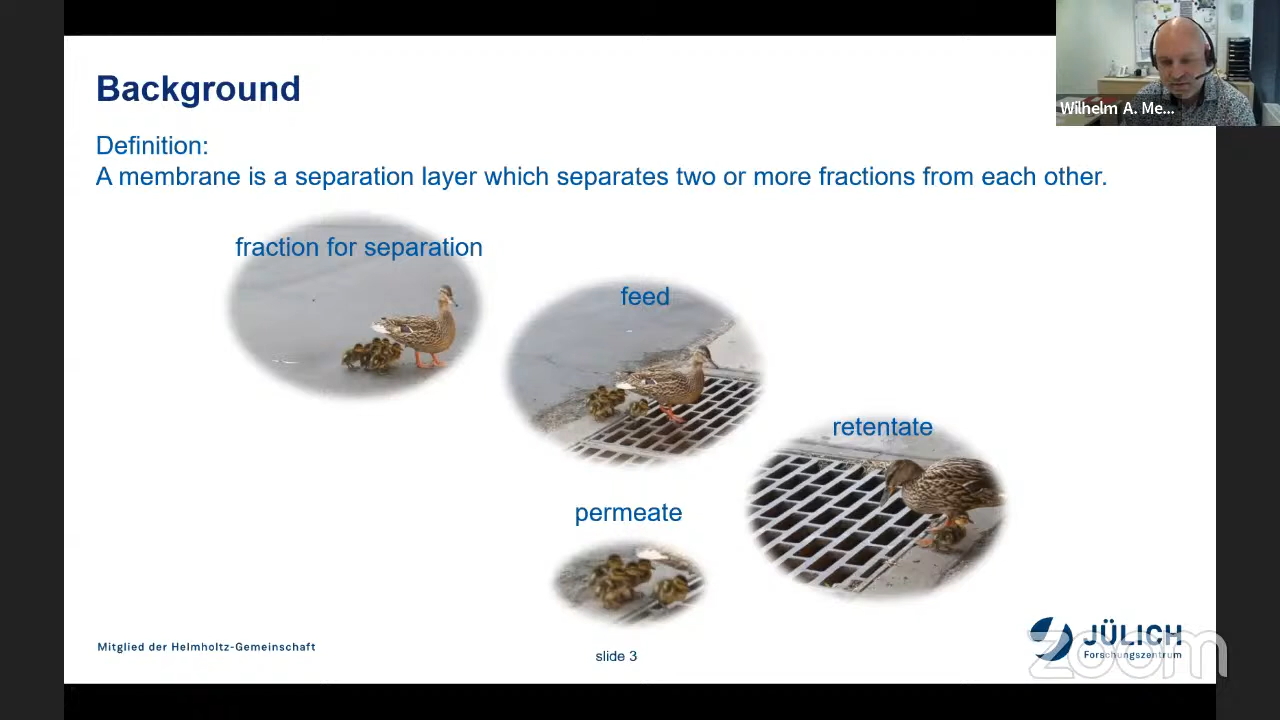 Background
Wilhelm A. Me...
Definition:
A membrane is a separation layer which separates two or more fractions from each other.
fraction for separation
feed
retentate
permeate
Mitglied der Helmholtz-Gemeinschaft
slide 3
JÜLICH
Forschungszentrum
zoom